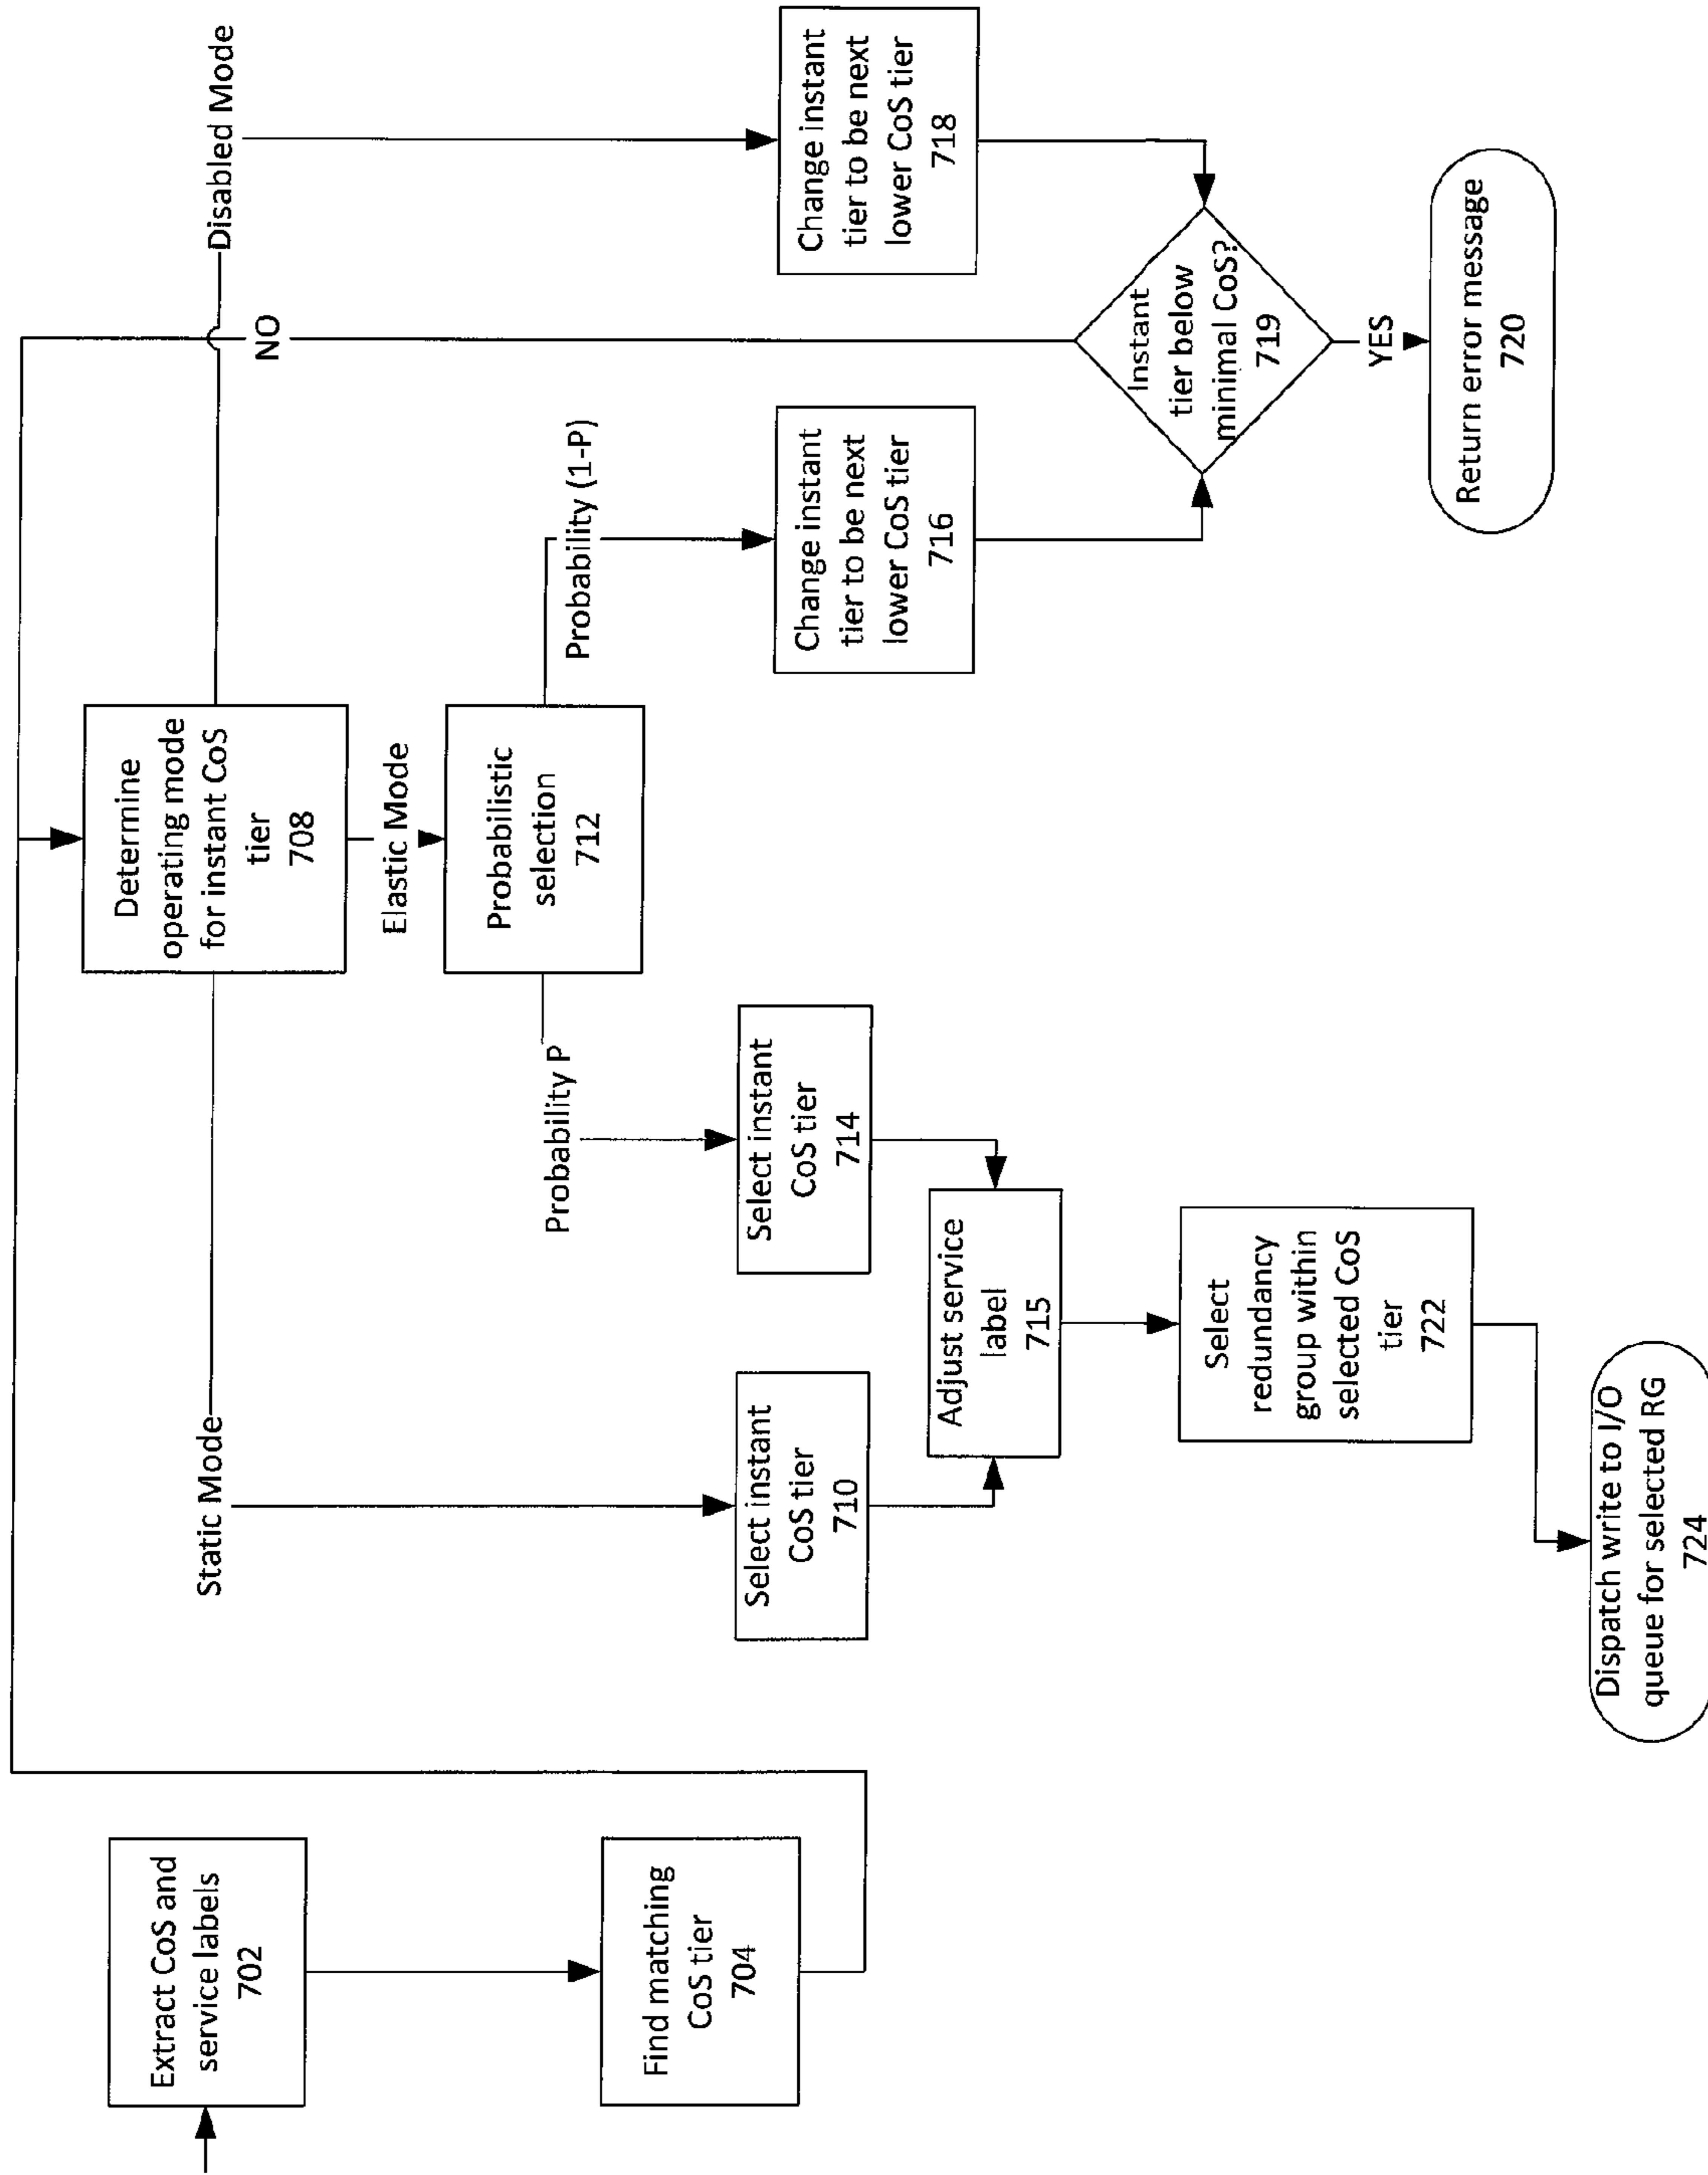 Extract CoS and
service labels
702
Find matching
CoS tier
704
Determine
operating mode
for instant CoS
tier
708
Static Mode
Elastic Mode
Disabled Mode
NO
Probabilistic
selection
712
Probability P
Probability (1-P)
Select instant
CoS tier
710
Select instant
CoS tier
714
Change instant
tier to be next
lower CoS tier
716
Change instant
tier to be next
lower CoS tier
718
Adjust service
label
715
Instant
tier below
minimal CoS?
719
YES
Select
redundancy
group within
selected CoS
tier
722
Return error message
720
Dispatch write to I/O
queue for selected RG
724